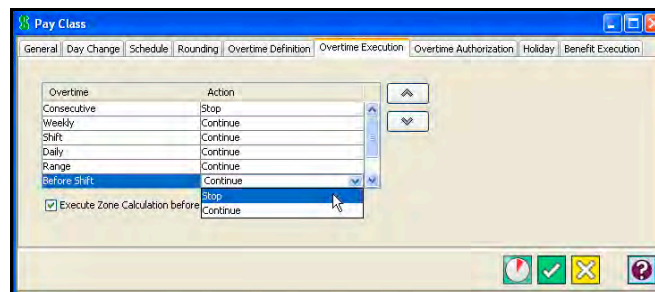 Pay Class
General Day Change Schedule Rounding Overtime Definition Overtime Execution Overtime Authorization Holiday Benefit Execution
Overtime Action
Consecutive Stop
Weekly Continue
Shift Continue
Daily Continue
Range Continue
Before Shift Continue
Stop
Execute Zone Calculation before
Continue
?